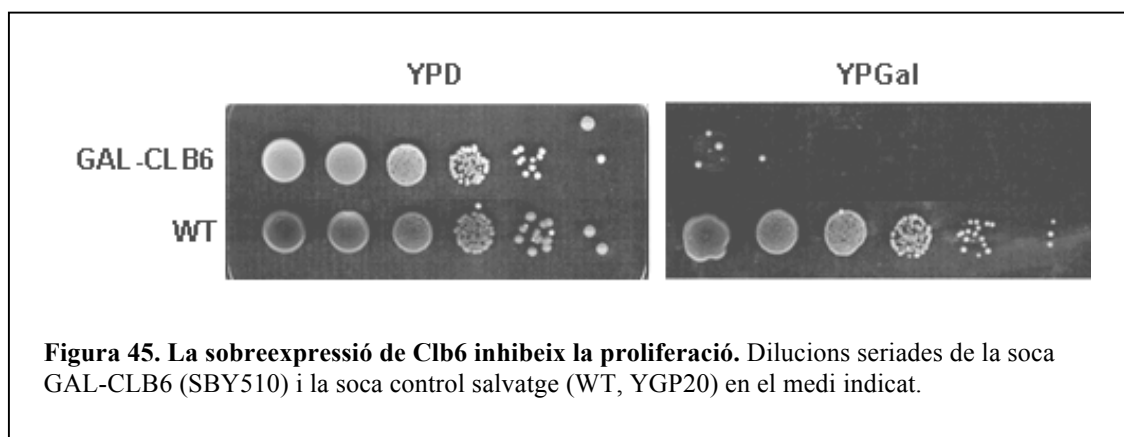 YPD
YPGal
GAL-CLB6
WT
Figura 45. La sobreexpressió de Clb6 inhibeix la proliferació. Dilucions seriades de la soca
GAL-CLB6 (SBY510) i la soca control salvatge (WT, YGP20) en el medi indicat.